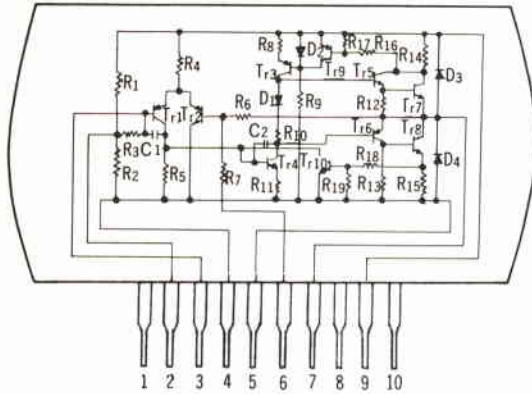 R8 D2 R17 R16 R14
R4 Tr3 Tr9 Tr5 D3
R1 Tr1 Tr2 R6 D1 R9 R12 Tr7
R3 C1 C2 R10 Tr6 Tr8
R2 R5 R7 Tr4 Tr10 R18 D4
R11 R19 R13 R15
1 2 3 4 5 6 7 8 9 10